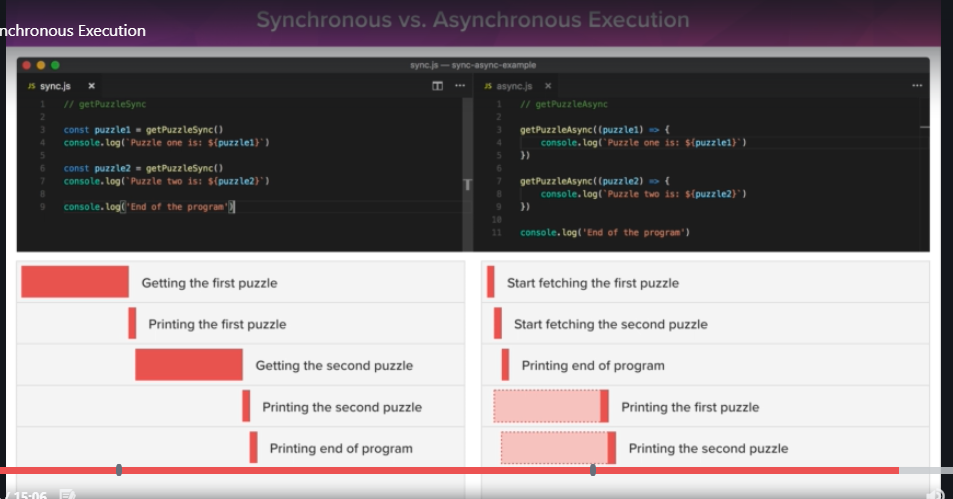 Synchronous vs. Asynchronous Execution
nchronous Execution
sync.js — sync-async-example
JS sync.js ×
1 // getPuzzleSync
2
3 const puzzle1 = getPuzzleSync()
4 console.log(`Puzzle one is: ${puzzle1}`)
5
6 const puzzle2 = getPuzzleSync()
7 console.log(`Puzzle two is: ${puzzle2}`)
8
9 console.log('End of the program')
JS async.js ×
1 // getPuzzleAsync
2
3 getPuzzleAsync((puzzle1) => {
4 console.log(`Puzzle one is: ${puzzle1}`)
5 })
6
7 getPuzzleAsync((puzzle2) => {
8 console.log(`Puzzle two is: ${puzzle2}`)
9 })
10
11 console.log('End of the program')
Getting the first puzzle
Printing the first puzzle
Getting the second puzzle
Printing the second puzzle
Printing end of program
Start fetching the first puzzle
Start fetching the second puzzle
Printing end of program
Printing the first puzzle
Printing the second puzzle
/ 15:06